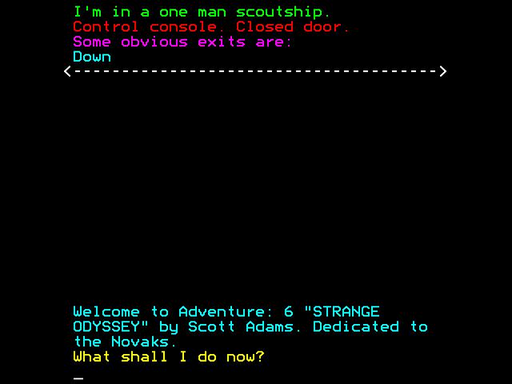 I'm in a one man scoutship.
Control console. Closed door.
Some obvious exits are:
Down
<--------------------------------------->
Welcome to Adventure: 6 "STRANGE
ODYSSEY" by Scott Adams. Dedicated to
the Novaks.
What shall I do now?
_